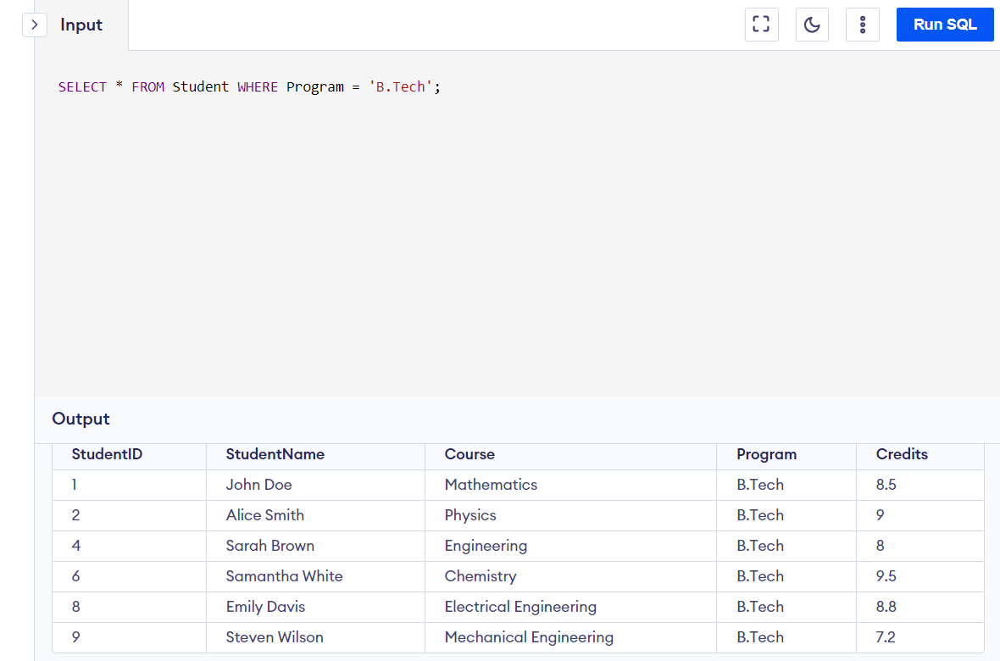 Input
Run SQL
SELECT * FROM Student WHERE Program = 'B.Tech';
Output
StudentID StudentName Course Program Credits
1 John Doe Mathematics B.Tech 8.5
2 Alice Smith Physics B.Tech 9
4 Sarah Brown Engineering B.Tech 8
6 Samantha White Chemistry B.Tech 9.5
8 Emily Davis Electrical Engineering B.Tech 8.8
9 Steven Wilson Mechanical Engineering B.Tech 7.2